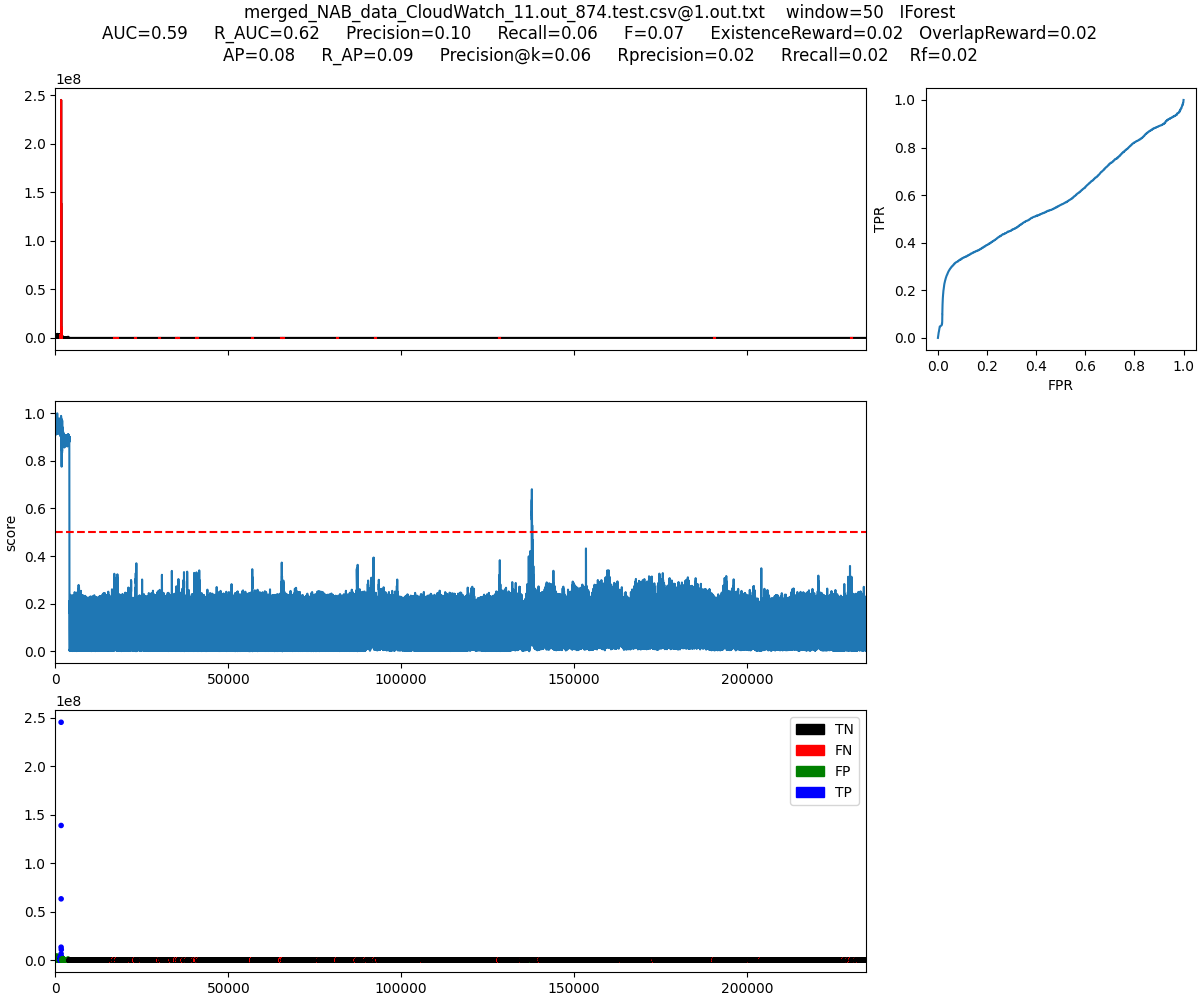 merged_NAB_data_CloudWatch_11.out_874.test.csv@1.out.txt    window=50   IForest
AUC=0.59     R_AUC=0.62     Precision=0.10     Recall=0.06     F=0.07     ExistenceReward=0.02   OverlapReward=0.02
AP=0.08     R_AP=0.09     Precision@k=0.06     Rprecision=0.02     Rrecall=0.02    Rf=0.02
1e8
2.5
2.0
1.5
1.0
0.5
0.0
0
50000
100000
150000
200000
TPR
1.0
0.8
0.6
0.4
0.2
0.0
0.0 0.2 0.4 0.6 0.8 1.0
FPR
score
1.0
0.8
0.6
0.4
0.2
0.0
0 50000 100000 150000 200000
1e8
2.5
2.0
1.5
1.0
0.5
0.0
0 50000 100000 150000 200000
TN
FN
FP
TP